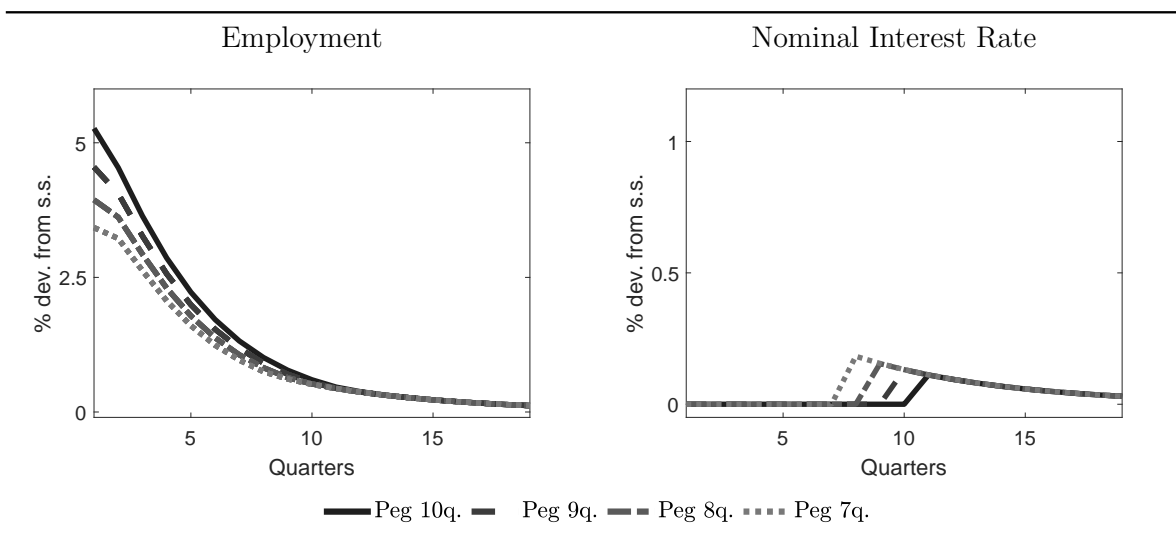 Employment
Nominal Interest Rate
% dev. from s.s.
5
2.5
0
5
10
15
Quarters
% dev. from s.s.
1
0.5
0
5
10
15
Quarters
Peg 10q. Peg 9q. Peg 8q. Peg 7q.